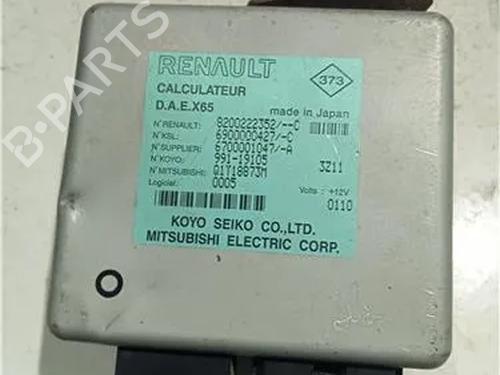 RENAULT
373
CALCULATEUR
D.A.E.X65
made in Japan
N°RENAULT: 8200222352/--C
N°KSL: 6900000427/-C
N°SUPPLIER: 6700001047/-A
N°KOYO: 991-19105
3Z11
N°MITSUBISHI: Q1T18873M
Logiciel: 0005
Volts : +12V
0110
KOYO SEIKO CO.,LTD.
MITSUBISHI ELECTRIC CORP.
B-PARTS